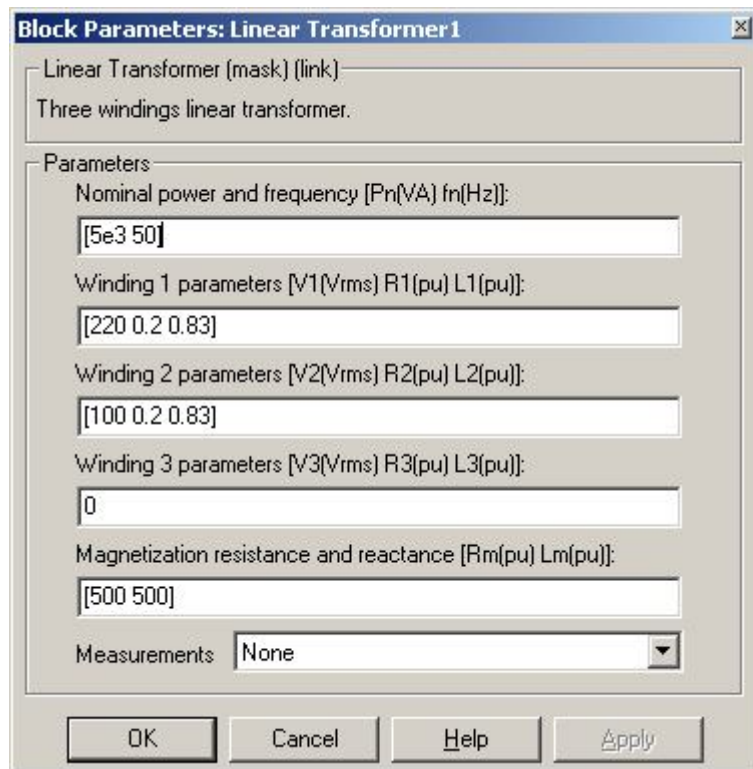 Block Parameters: Linear Transformer1
Linear Transformer (mask) (link)
Three windings linear transformer.
Parameters
Nominal power and frequency [Pn(VA) fn(Hz)]:
[5e3 50]
Winding 1 parameters [V1(Vrms) R1(pu) L1(pu)]:
[220 0.2 0.83]
Winding 2 parameters [V2(Vrms) R2(pu) L2(pu)]:
[100 0.2 0.83]
Winding 3 parameters [V3(Vrms) R3(pu) L3(pu)]:
0
Magnetization resistance and reactance [Rm(pu) Lm(pu)]:
[500 500]
Measurements None
OK Cancel Help Apply